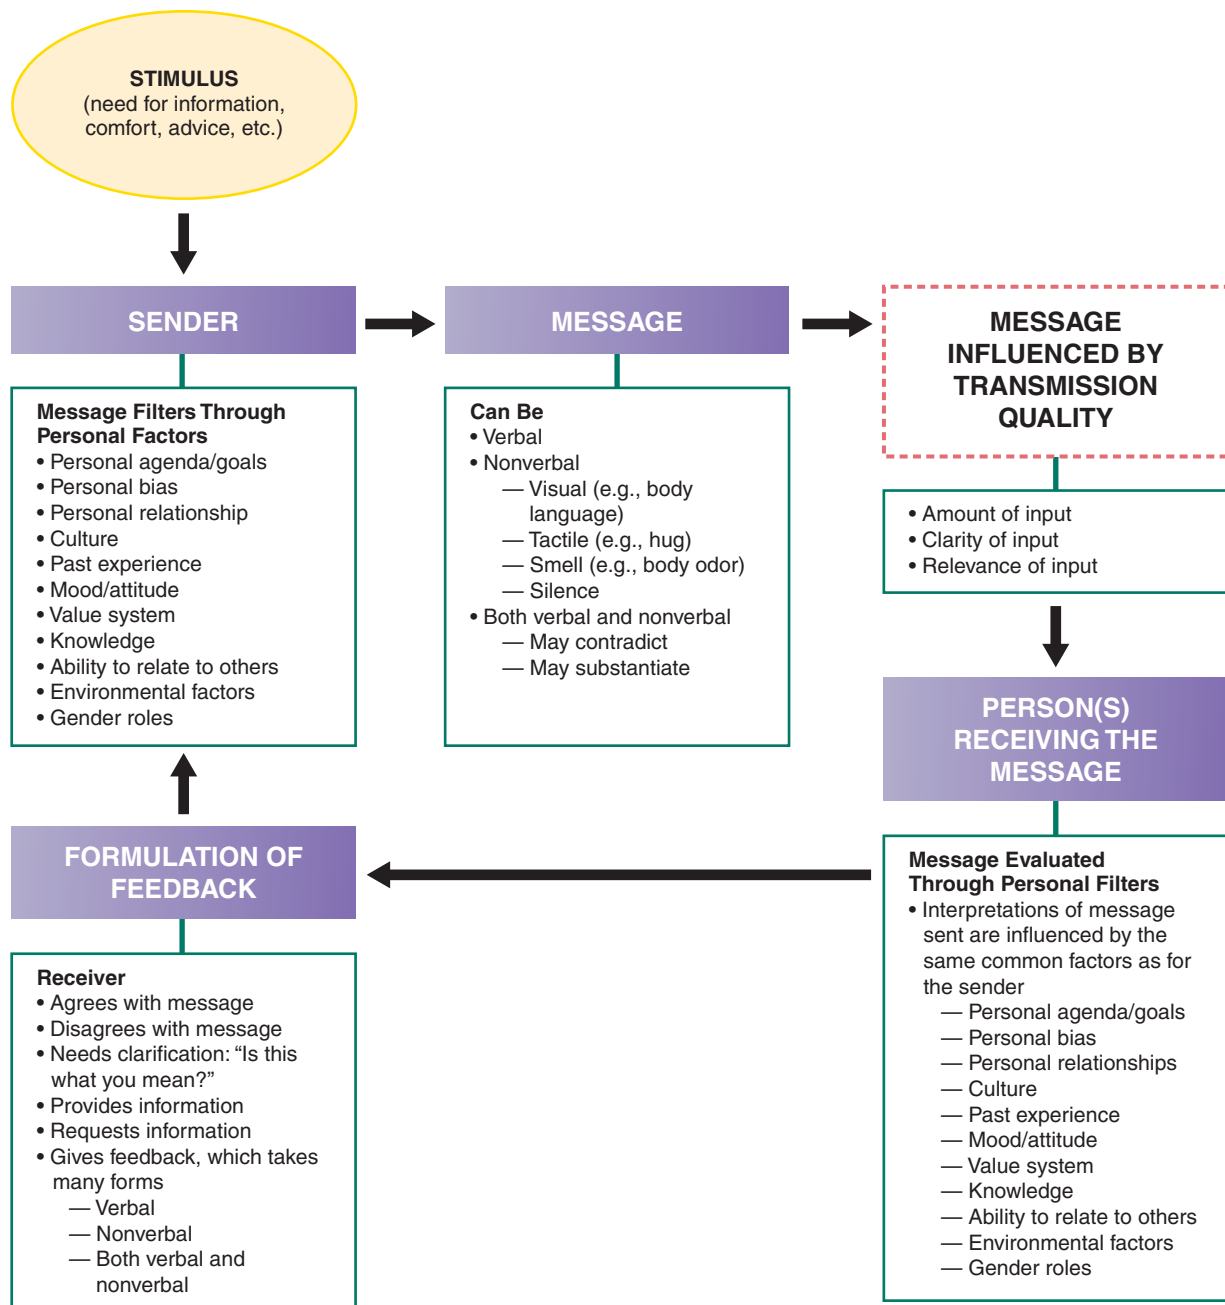 STIMULUS
(need for information,
comfort, advice, etc.)
SENDER
Message Filters Through
Personal Factors
• Personal agenda/goals
• Personal bias
• Personal relationship
• Culture
• Past experience
• Mood/attitude
• Value system
• Knowledge
• Ability to relate to others
• Environmental factors
• Gender roles
MESSAGE
Can Be
• Verbal
• Nonverbal
— Visual (e.g., body
language)
— Tactile (e.g., hug)
— Smell (e.g., body odor)
— Silence
• Both verbal and nonverbal
— May contradict
— May substantiate
MESSAGE
INFLUENCED BY
TRANSMISSION
QUALITY
• Amount of input
• Clarity of input
• Relevance of input
PERSON(S)
RECEIVING THE
MESSAGE
Message Evaluated
Through Personal Filters
• Interpretations of message
sent are influenced by the
same common factors as for
the sender
— Personal agenda/goals
— Personal bias
— Personal relationships
— Culture
— Past experience
— Mood/attitude
— Value system
— Knowledge
— Ability to relate to others
— Environmental factors
— Gender roles
FORMULATION OF
FEEDBACK
Receiver
• Agrees with message
• Disagrees with message
• Needs clarification: “Is this
what you mean?”
• Provides information
• Requests information
• Gives feedback, which takes
many forms
— Verbal
— Nonverbal
— Both verbal and
nonverbal